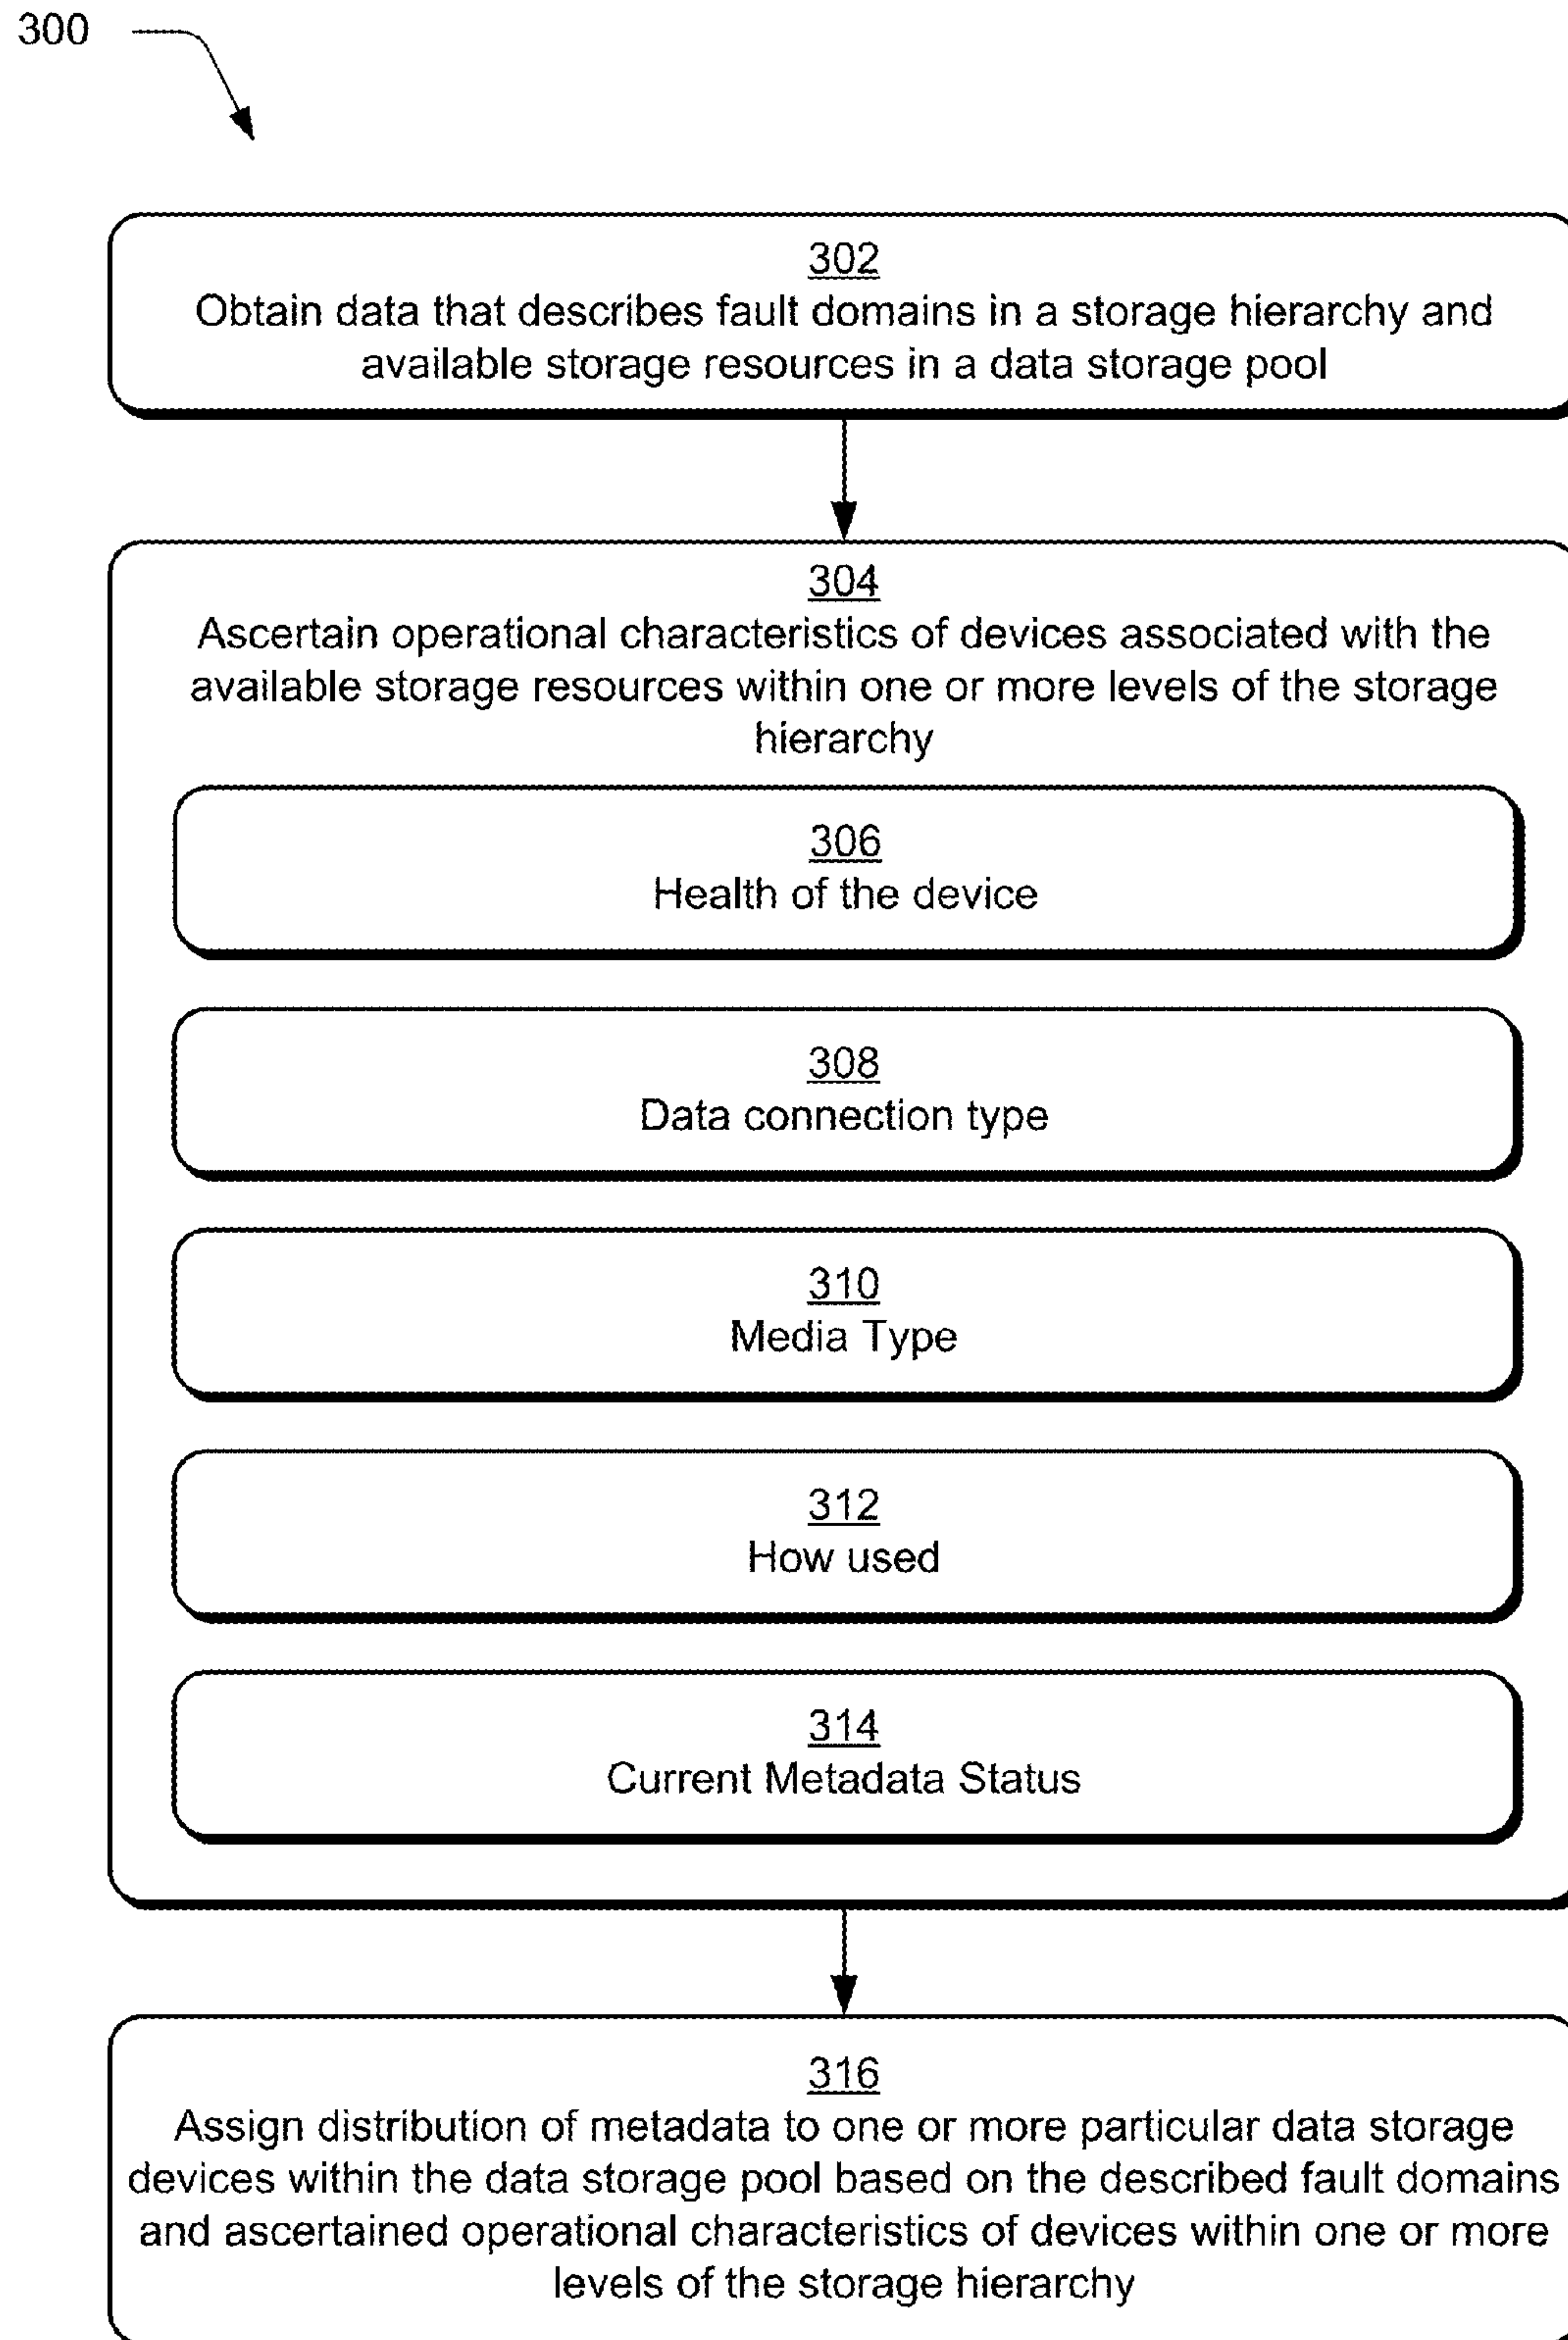 300
302
Obtain data that describes fault domains in a storage hierarchy and
available storage resources in a data storage pool
304
Ascertain operational characteristics of devices associated with the
available storage resources within one or more levels of the storage
hierarchy
306
Health of the device
308
Data connection type
310
Media Type
312
How used
314
Current Metadata Status
316
Assign distribution of metadata to one or more particular data storage
devices within the data storage pool based on the described fault domains
and ascertained operational characteristics of devices within one or more
levels of the storage hierarchy